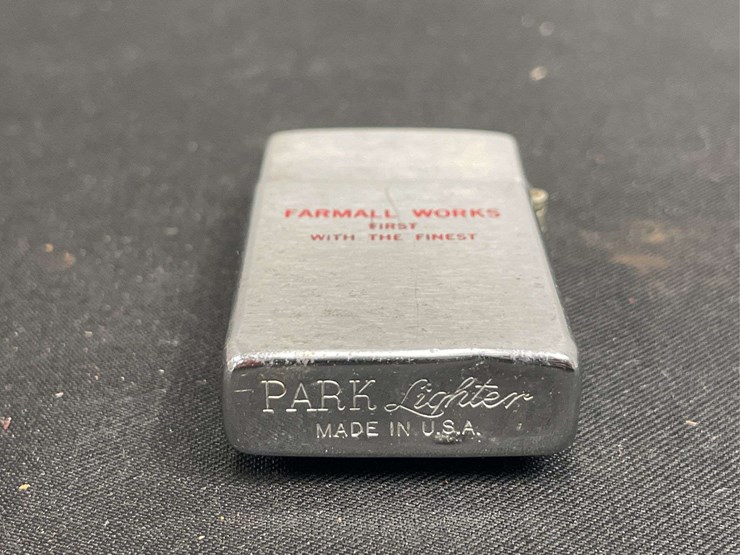 FARMALL WORKS
FIRST
WITH THE FINEST
PARK Lighter
MADE IN U.S.A.